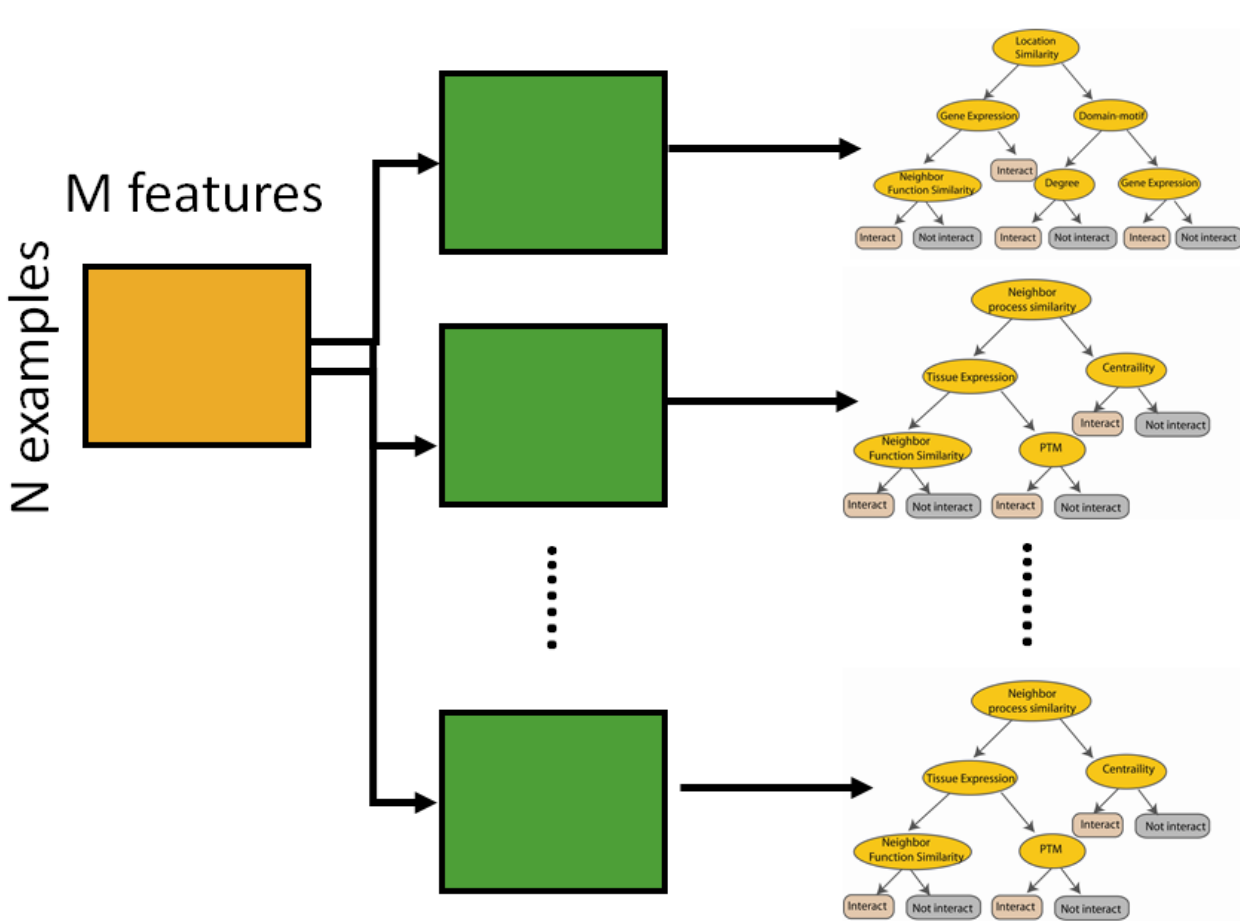 M features
N examples
Location
Similarity
Gene Expression
Domain-motif
Interact
Neighbor
Function Similarity
Degree
Gene Expression
Interact
Not interact
Interact
Not interact
Interact
Not interact
Neighbor
process similarity
Tissue Expression
Centraility
Interact
Not interact
Neighbor
Function Similarity
PTM
Interact
Not interact
Interact
Not interact
Neighbor
process similarity
Tissue Expression
Centraility
Interact
Not interact
Neighbor
Function Similarity
PTM
Interact
Not interact
Interact
Not interact